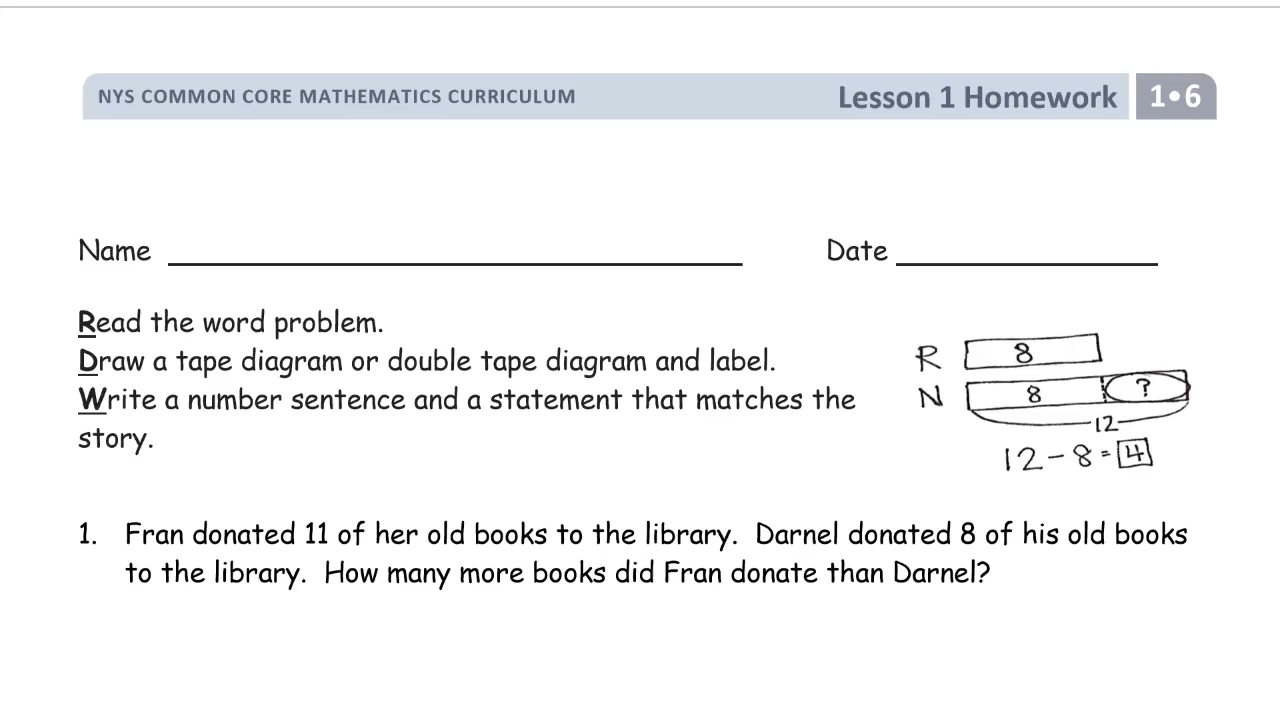 NYS COMMON CORE MATHEMATICS CURRICULUM Lesson 1 Homework 1•6
Name Date
Read the word problem.
Draw a tape diagram or double tape diagram and label.
Write a number sentence and a statement that matches the
story.
R 8
N 8 ?
12
12 - 8 = 4
1. Fran donated 11 of her old books to the library. Darnel donated 8 of his old books
to the library. How many more books did Fran donate than Darnel?